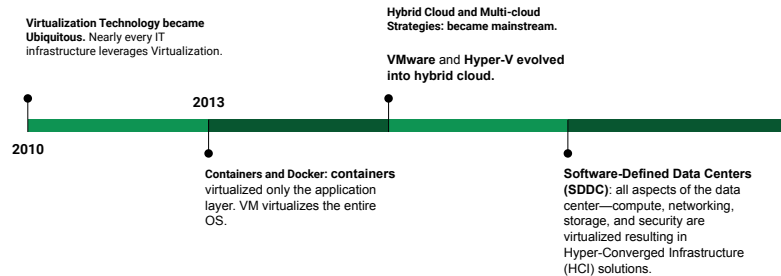 Virtualization Technology became
Ubiquitous. Nearly every IT
infrastructure leverages Virtualization.
2010
2013
Containers and Docker: containers
virtualized only the application
layer. VM virtualizes the entire
OS.
Hybrid Cloud and Multi-cloud
Strategies: became mainstream.
VMware and Hyper-V evolved
into hybrid cloud.
Software-Defined Data Centers
(SDDC): all aspects of the data
center—compute, networking,
storage, and security are
virtualized resulting in
Hyper-Converged Infrastructure
(HCI) solutions.